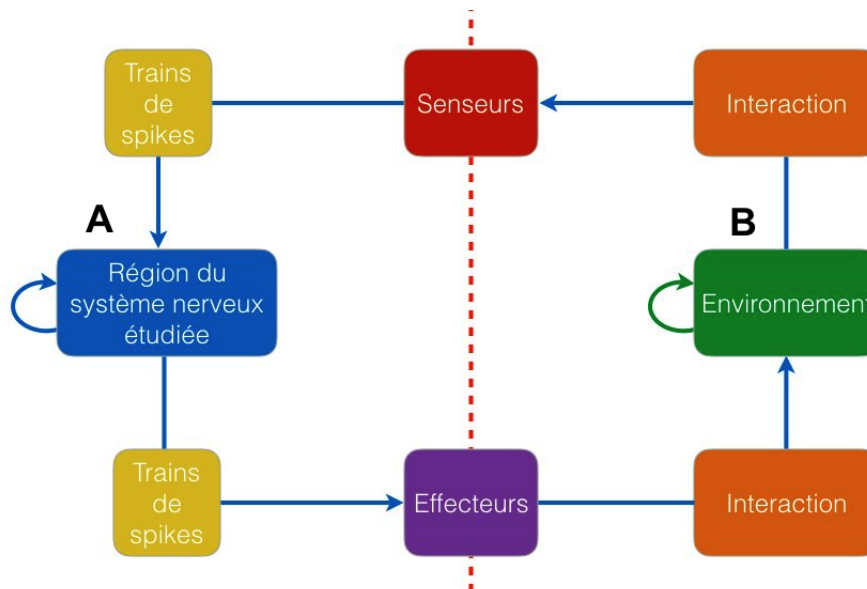 Trains
de
spikes
Senseurs
Interaction
A
B
Région du
système nerveux
étudiée
Environnement
Trains
de
spikes
Effecteurs
Interaction